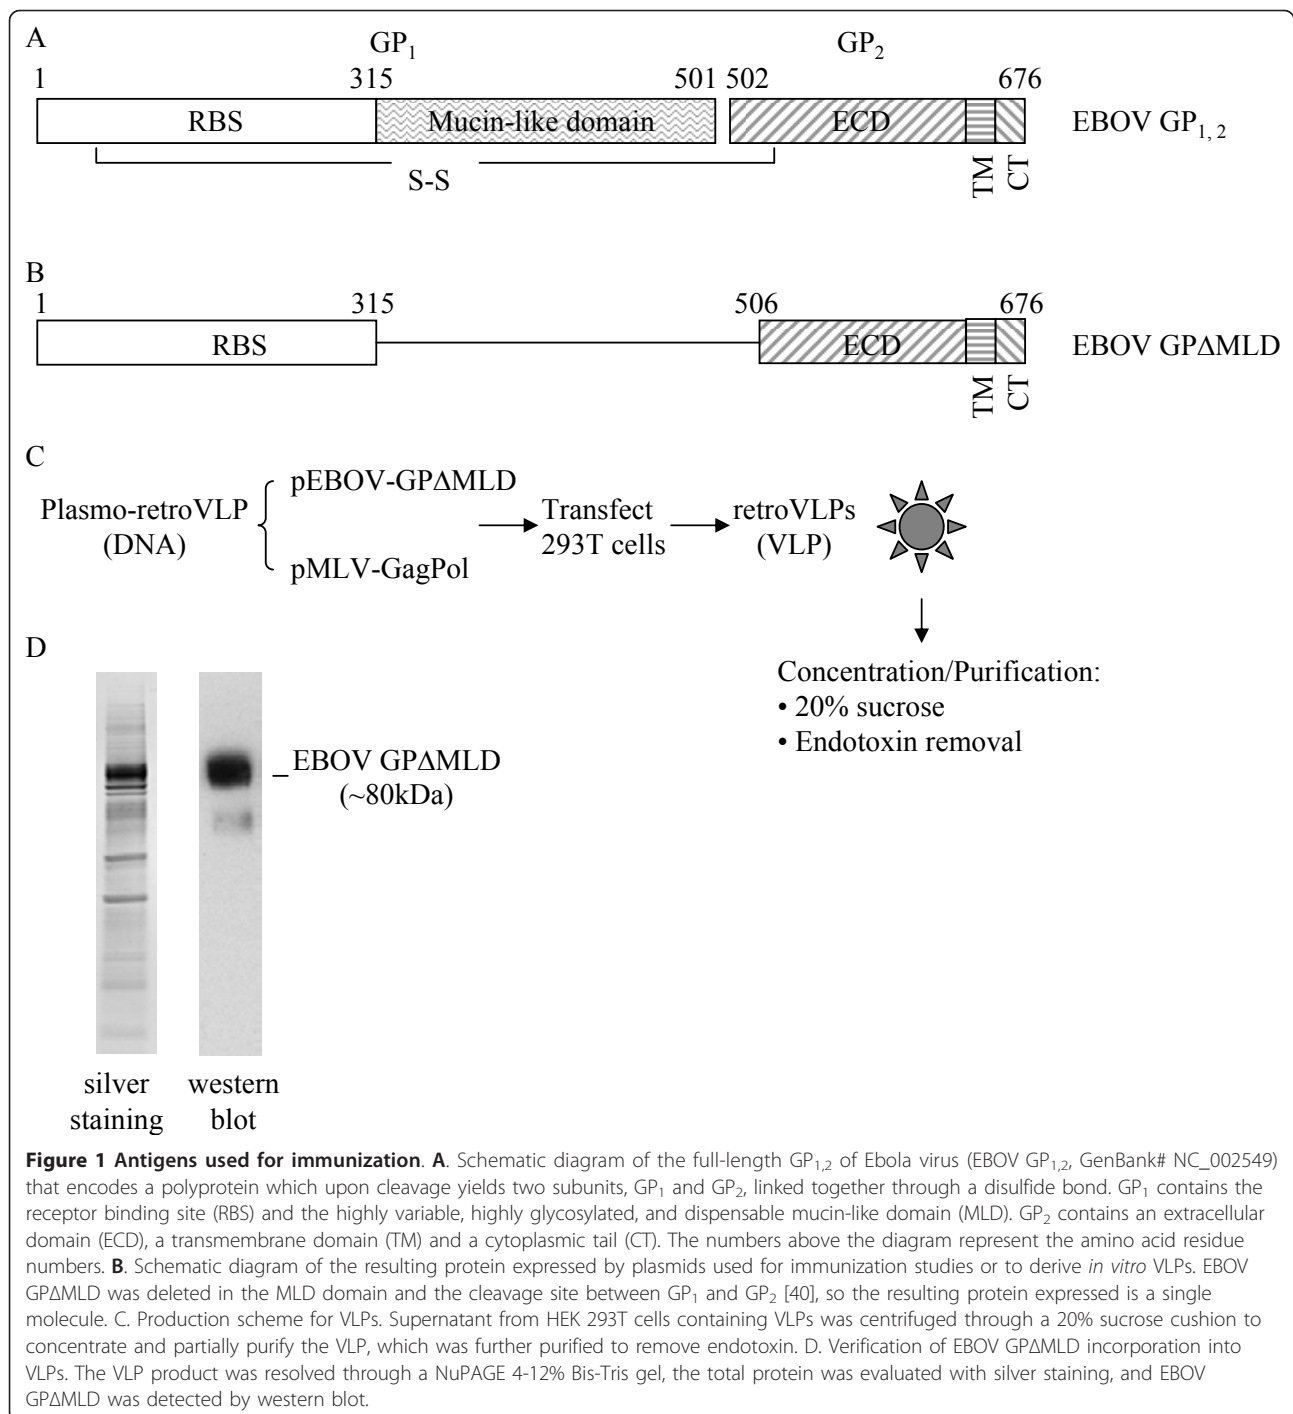 A
GP1 GP2
1 315 501 502 676
RBS Mucin-like domain ECD EBOV GP1, 2
S-S TM CT
B
1 315 506 676
RBS ECD EBOV GPΔMLD
TM CT
C
pEBOV-GPΔMLD
Plasmo-retroVLP Transfect retroVLPs
(DNA) 293T cells (VLP)
pMLV-GagPol
D
Concentration/Purification:
• 20% sucrose
• Endotoxin removal
EBOV GPΔMLD
(~80kDa)
silver western
staining blot
Figure 1 Antigens used for immunization. A. Schematic diagram of the full-length GP1,2 of Ebola virus (EBOV GP1,2, GenBank# NC_002549)
that encodes a polyprotein which upon cleavage yields two subunits, GP1 and GP2, linked together through a disulfide bond. GP1 contains the
receptor binding site (RBS) and the highly variable, highly glycosylated, and dispensable mucin-like domain (MLD). GP2 contains an extracellular
domain (ECD), a transmembrane domain (TM) and a cytoplasmic tail (CT). The numbers above the diagram represent the amino acid residue
numbers. B. Schematic diagram of the resulting protein expressed by plasmids used for immunization studies or to derive in vitro VLPs. EBOV
GPΔMLD was deleted in the MLD domain and the cleavage site between GP1 and GP2 [40], so the resulting protein expressed is a single
molecule. C. Production scheme for VLPs. Supernatant from HEK 293T cells containing VLPs was centrifuged through a 20% sucrose cushion to
concentrate and partially purify the VLP, which was further purified to remove endotoxin. D. Verification of EBOV GPΔMLD incorporation into
VLPs. The VLP product was resolved through a NuPAGE 4-12% Bis-Tris gel, the total protein was evaluated with silver staining, and EBOV
GPΔMLD was detected by western blot.